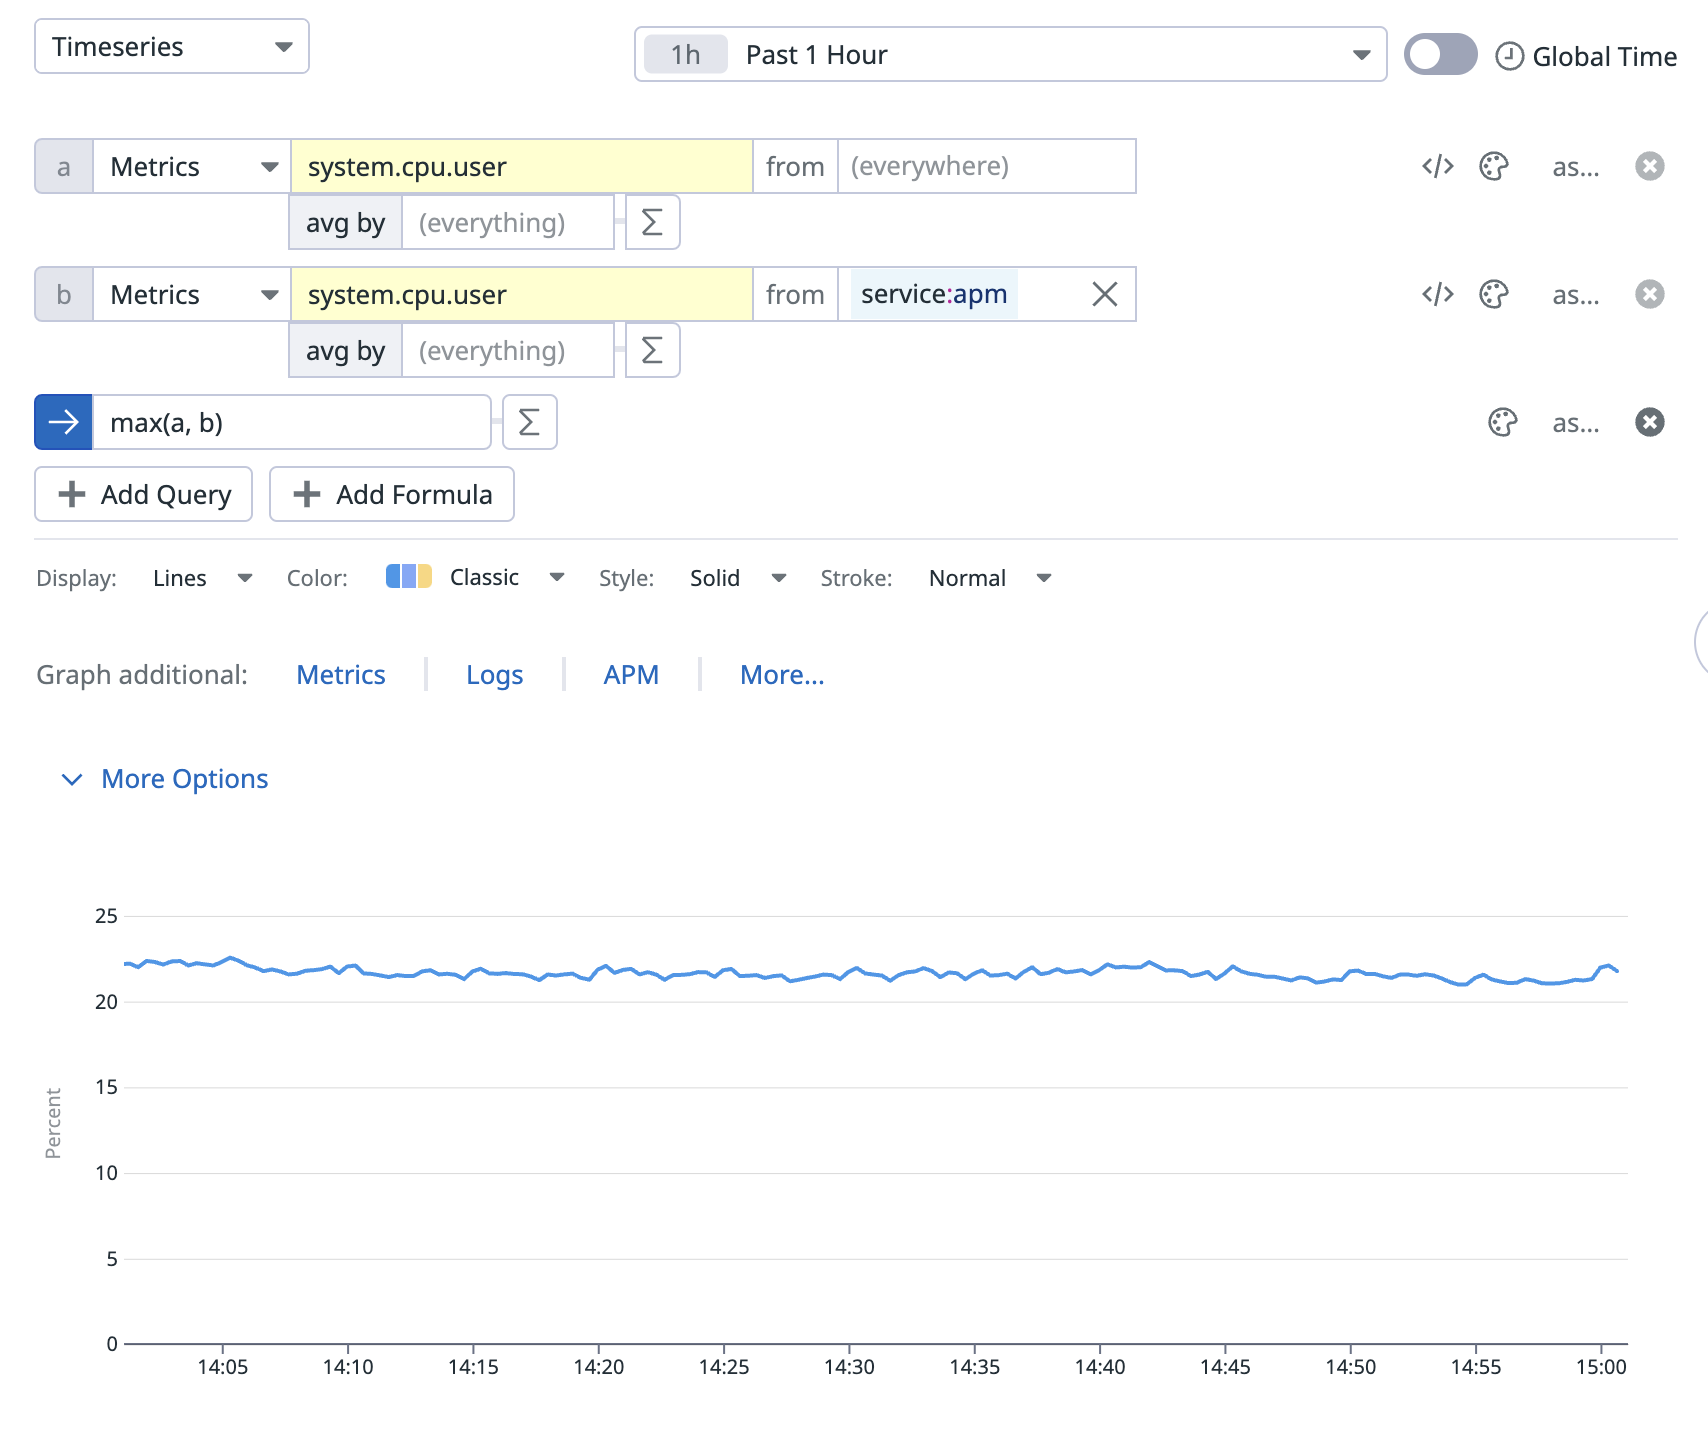 Timeseries
1h Past 1 Hour
Global Time
a Metrics system.cpu.user from (everywhere) as...
avg by (everything) Σ
b Metrics system.cpu.user from service:apm as...
avg by (everything) Σ
max(a, b) Σ as...
Add Query Add Formula
Display: Lines Color: Classic Style: Solid Stroke: Normal
Graph additional: Metrics Logs APM More...
More Options
25
20
15
10
5
0
Percent
14:05 14:10 14:15 14:20 14:25 14:30 14:35 14:40 14:45 14:50 14:55 15:00